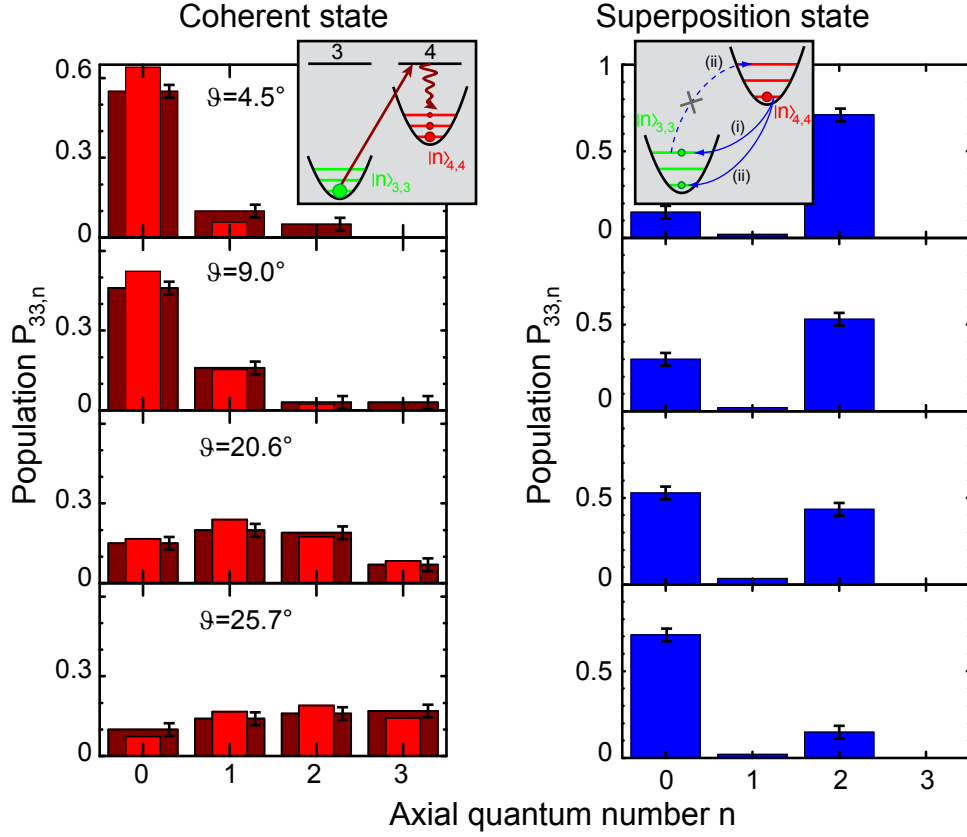 Coherent state
Superposition state
0.6
0.3
0
ϑ=4.5°
3 4
|n⟩3,3
|n⟩4,4
0.3
0
ϑ=9.0°
0.3
0
ϑ=20.6°
0.3
0
ϑ=25.7°
0 1 2 3
Population P33,n
1
0.5
0
(ii)
|n⟩3,3
(i)
|n⟩4,4
(ii)
0.5
0
0.5
0
0.5
0
0 1 2 3
Population P33,n
Axial quantum number n